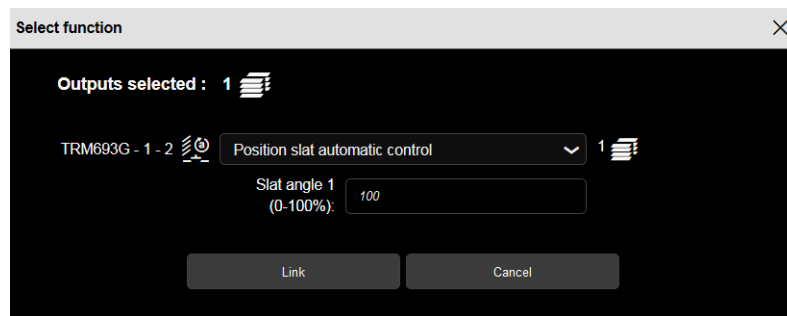 Select function
Outputs selected : 1
TRM693G - 1 - 2 (a) Position slat automatic control 1
Slat angle 1
(0-100%): 100
Link Cancel